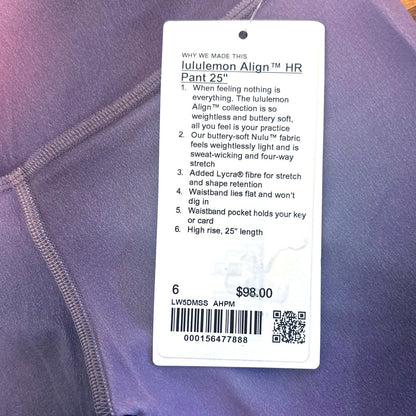 WHY WE MADE THIS
lululemon Align™ HR
Pant 25"
1. When feeling nothing is
everything. The lululemon
Align™ collection is so
weightless and buttery soft,
all you feel is your practice
2. Our buttery-soft Nulu™ fabric
feels weightlessly light and is
sweat-wicking and four-way
stretch
3. Added Lycra® fibre for stretch
and shape retention
4. Waistband lies flat and won't
dig in
5. Waistband pocket holds your key
or card
6. High rise, 25" length
6 $98.00
LW5DMSS AHPM
000156477888